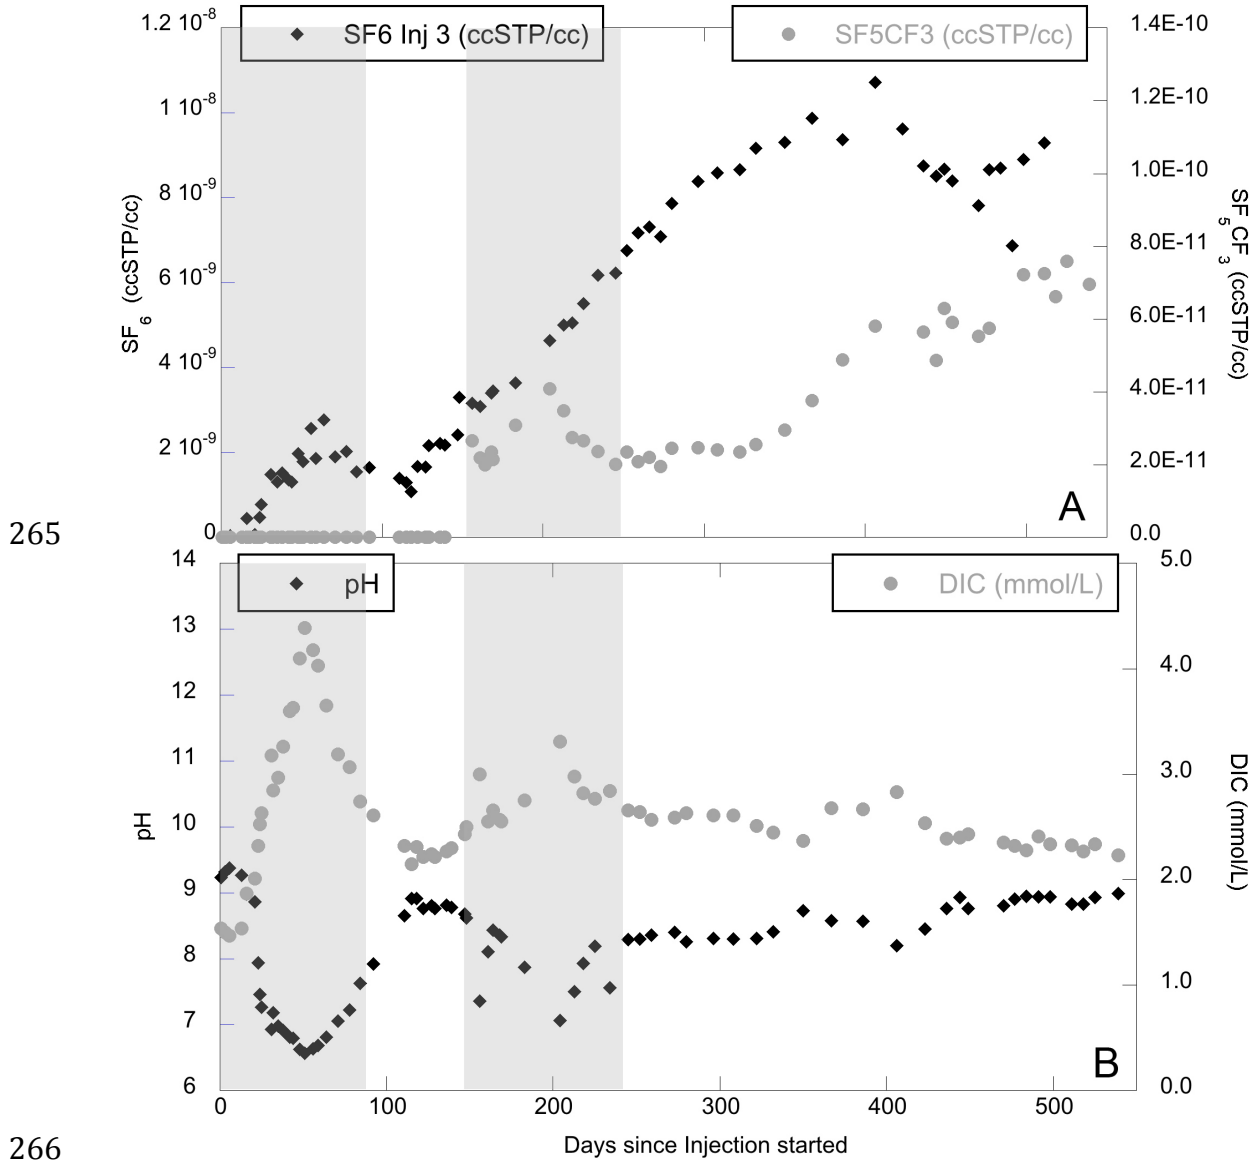 1.2 10-8
SF6 Inj 3 (ccSTP/cc)
SF5CF3 (ccSTP/cc)
1.4E-10
1 10-8
1.2E-10
8 10-9
1.0E-10
6 10-9
8.0E-11
4 10-9
6.0E-11
2 10-9
4.0E-11
0
2.0E-11
0.0
SF6 (ccSTP/cc)
SF5CF3 (ccSTP/cc)
A
265
14
pH
DIC (mmol/L)
5.0
13
12
4.0
11
10
3.0
9
2.0
8
7
1.0
6
0.0
pH
DIC (mmol/L)
B
0
100
200
300
400
500
Days since Injection started
266